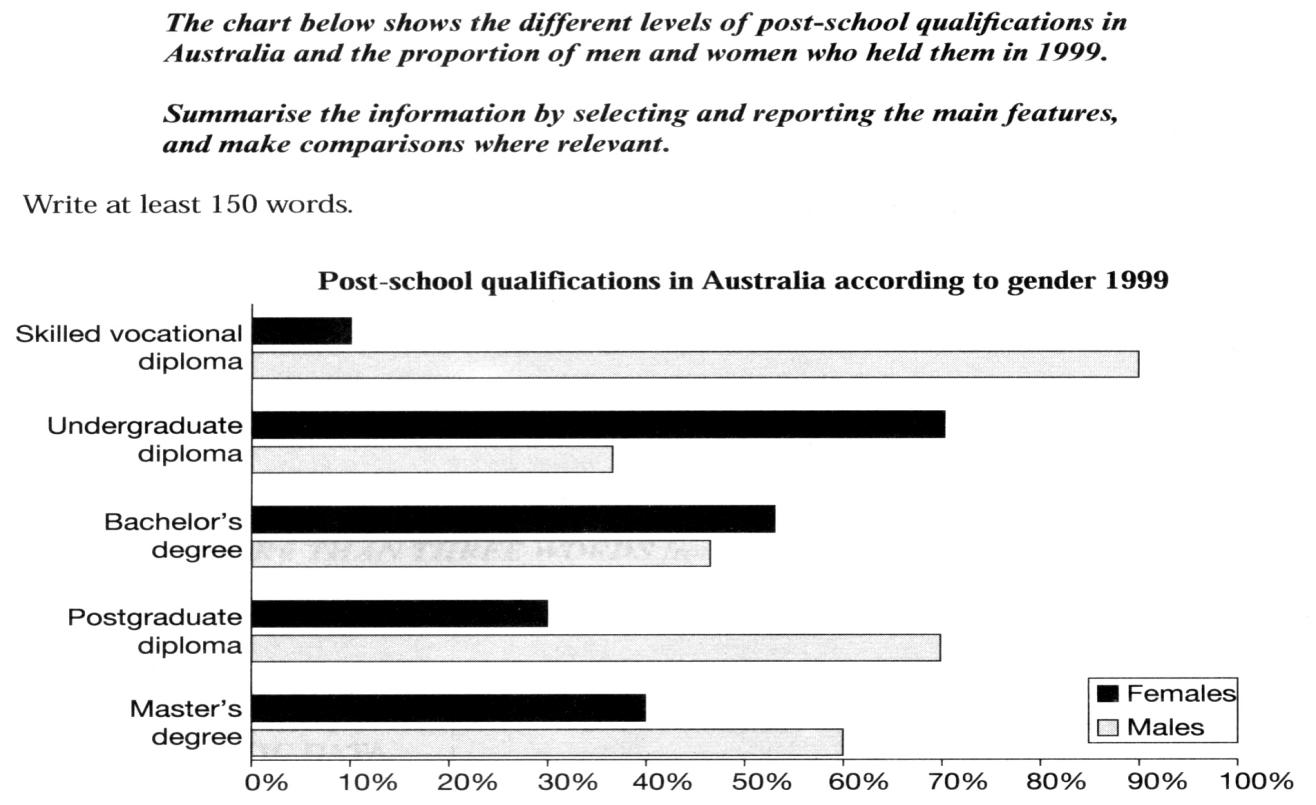 The chart below shows the different levels of post-school qualifications in
Australia and the proportion of men and women who held them in 1999.
Summarise the information by selecting and reporting the main features,
and make comparisons where relevant.
Write at least 150 words.
Post-school qualifications in Australia according to gender 1999
Skilled vocational
diploma
Undergraduate
diploma
Bachelor's
degree
RE THAN THREE WORDS
Postgraduate
diploma
Master's
degree
Females
Males
0% 10% 20% 30% 40% 50% 60% 70% 80% 90% 100%